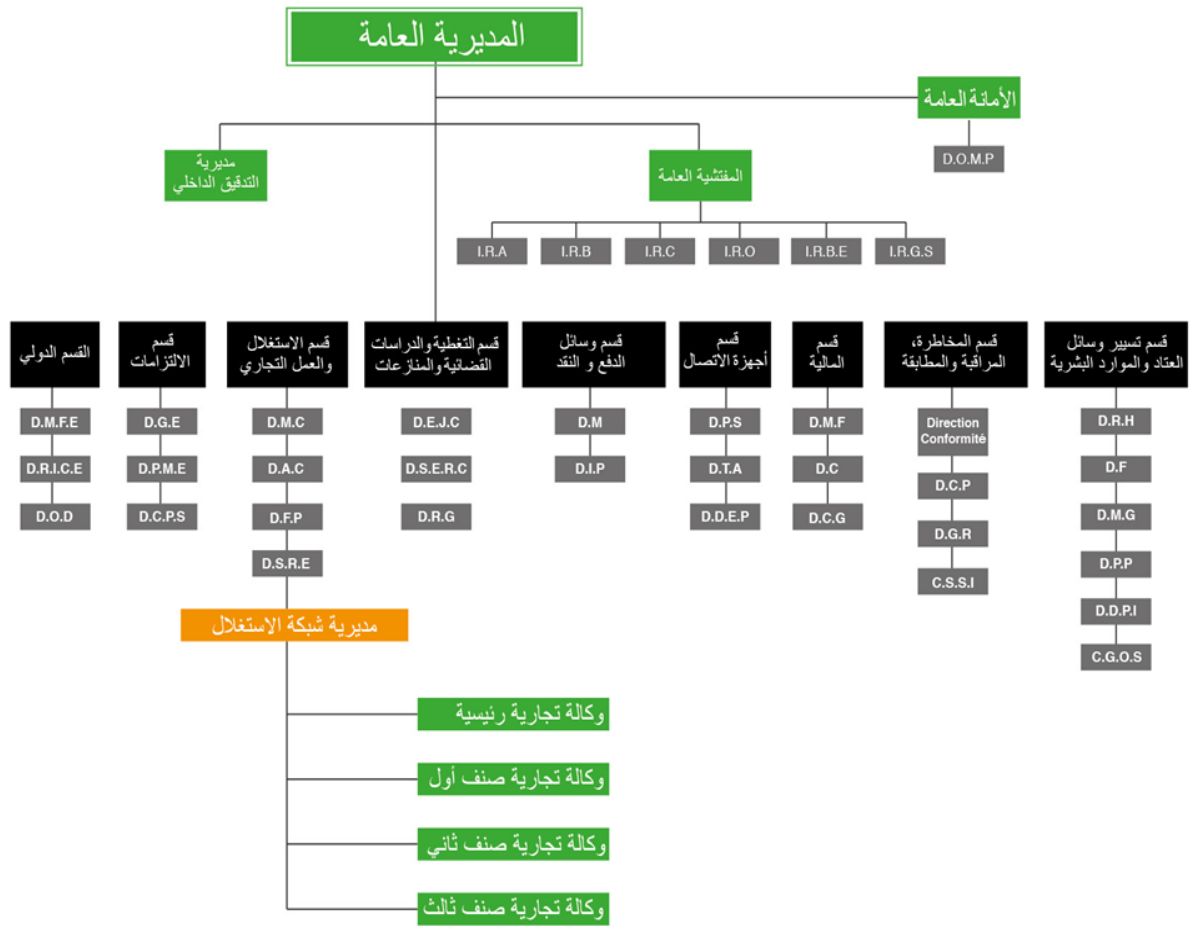 المديرية العامة
الأمانة العامة
D.O.M.P
المفتشية العامة
مديرية
التدقيق الداخلي
I.R.A
I.R.B
I.R.C
I.R.O
I.R.B.E
I.R.G.S
القسم الدولي
D.M.F.E
D.R.I.C.E
D.O.D
قسم
الالتزامات
D.G.E
D.P.M.E
D.C.P.S
قسم الاستغلال
والعمل التجاري
D.M.C
D.A.C
D.F.P
D.S.R.E
قسم التغطية والدراسات
القضائية والمنازعات
D.E.J.C
D.S.E.R.C
D.R.G
قسم وسائل
الدفع و النقد
D.M
D.I.P
قسم
أجهزة الاتصال
D.P.S
D.T.A
D.D.E.P
قسم
المالية
D.M.F
D.C
D.C.G
قسم المخاطرة،
المراقبة والمطابقة
Direction
Conformité
D.C.P
D.G.R
C.S.S.I
قسم تسيير وسائل
العتاد والموارد البشرية
D.R.H
D.F
D.M.G
D.P.P
D.D.P.I
C.G.O.S
مديرية شبكة الاستغلال
وكالة تجارية رئيسية
وكالة تجارية صنف أول
وكالة تجارية صنف ثاني
وكالة تجارية صنف ثالث